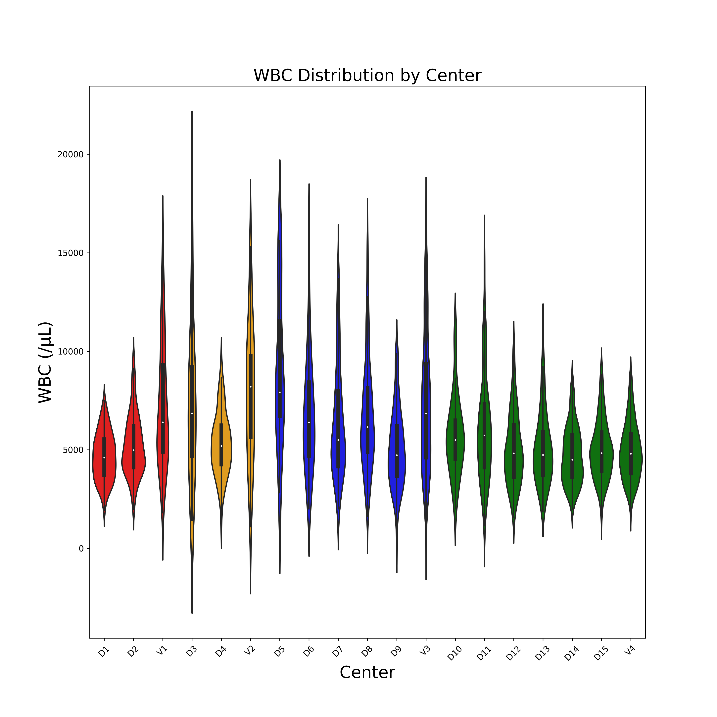 WBC Distribution by Center
WBC (/µL)
20000
15000
10000
5000
0
D1 D2 V1 D3 D4 V2 D5 D6 D7 D8 D9 V3 D10 D11 D12 D13 D14 D15 V4
Center